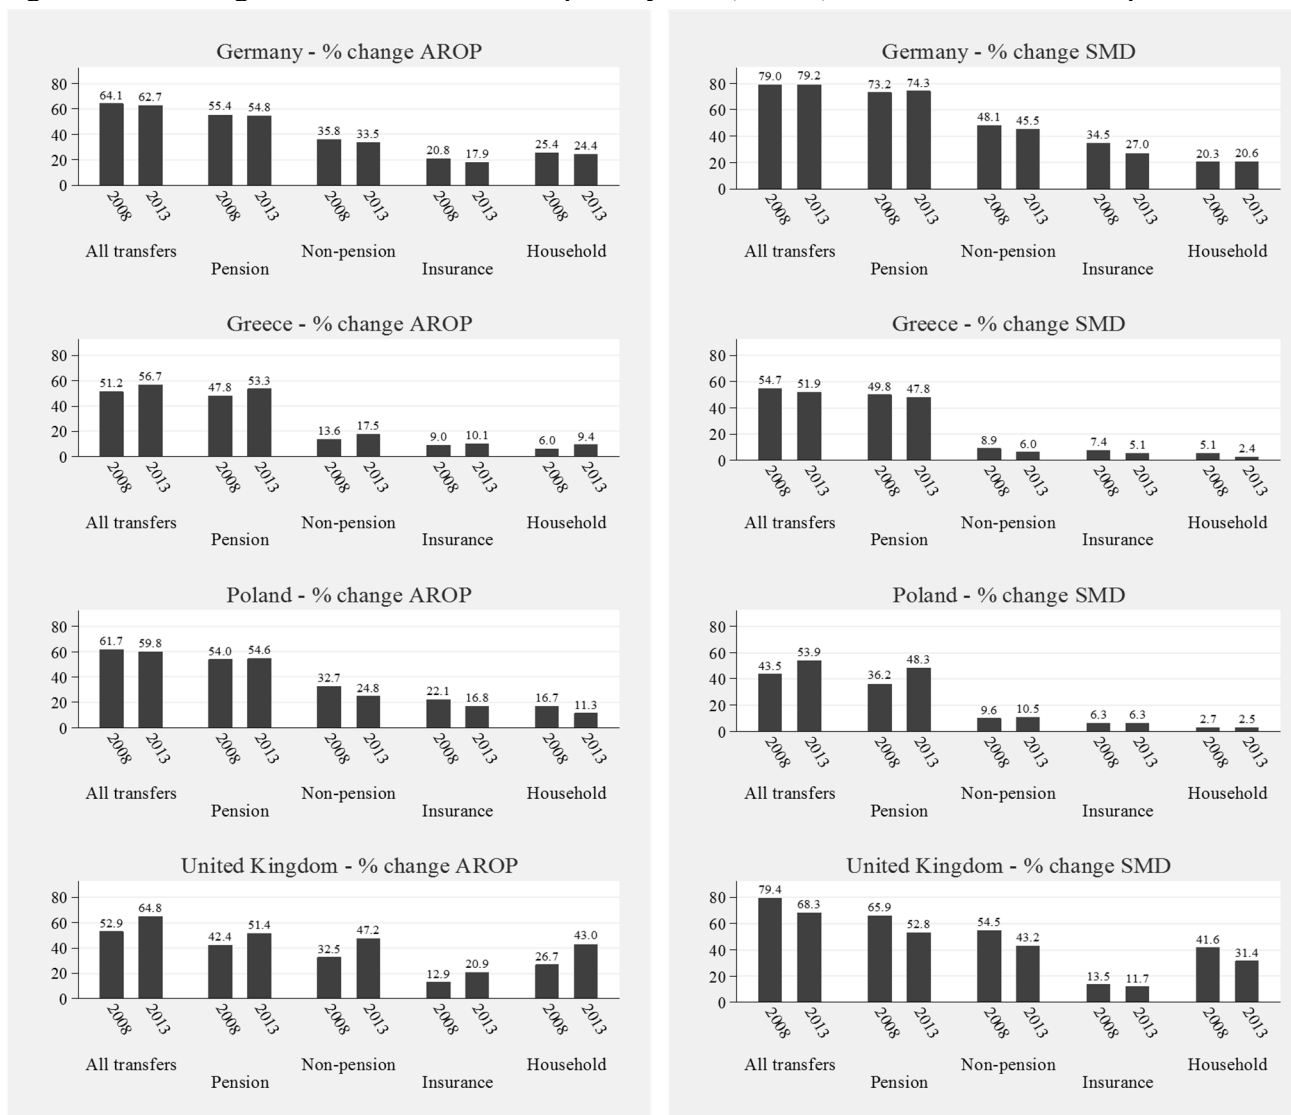 Germany - % change AROP
80
60
40
20
0
64.1 62.7 55.4 54.8 35.8 33.5 20.8 17.9 25.4 24.4
2008 2013 2008 2013 2008 2013 2008 2013 2008 2013
All transfers Non-pension Household
Pension Insurance
Germany - % change SMD
80
60
40
20
0
79.0 79.2 73.2 74.3 48.1 45.5 34.5 27.0 20.3 20.6
2008 2013 2008 2013 2008 2013 2008 2013 2008 2013
All transfers Non-pension Household
Pension Insurance
Greece - % change AROP
80
60
40
20
0
51.2 56.7 47.8 53.3 13.6 17.5 9.0 10.1 6.0 9.4
2008 2013 2008 2013 2008 2013 2008 2013 2008 2013
All transfers Non-pension Household
Pension Insurance
Greece - % change SMD
80
60
40
20
0
54.7 51.9 49.8 47.8 8.9 6.0 7.4 5.1 5.1 2.4
2008 2013 2008 2013 2008 2013 2008 2013 2008 2013
All transfers Non-pension Household
Pension Insurance
Poland - % change AROP
80
60
40
20
0
61.7 59.8 54.0 54.6 32.7 24.8 22.1 16.8 16.7 11.3
2008 2013 2008 2013 2008 2013 2008 2013 2008 2013
All transfers Non-pension Household
Pension Insurance
Poland - % change SMD
80
60
40
20
0
43.5 53.9 36.2 48.3 9.6 10.5 6.3 6.3 2.7 2.5
2008 2013 2008 2013 2008 2013 2008 2013 2008 2013
All transfers Non-pension Household
Pension Insurance
United Kingdom - % change AROP
80
60
40
20
0
52.9 64.8 42.4 51.4 32.5 47.2 12.9 20.9 26.7 43.0
2008 2013 2008 2013 2008 2013 2008 2013 2008 2013
All transfers Non-pension Household
Pension Insurance
United Kingdom - % change SMD
80
60
40
20
0
79.4 68.3 65.9 52.8 54.5 43.2 13.5 11.7 41.6 31.4
2008 2013 2008 2013 2008 2013 2008 2013 2008 2013
All transfers Non-pension Household
Pension Insurance